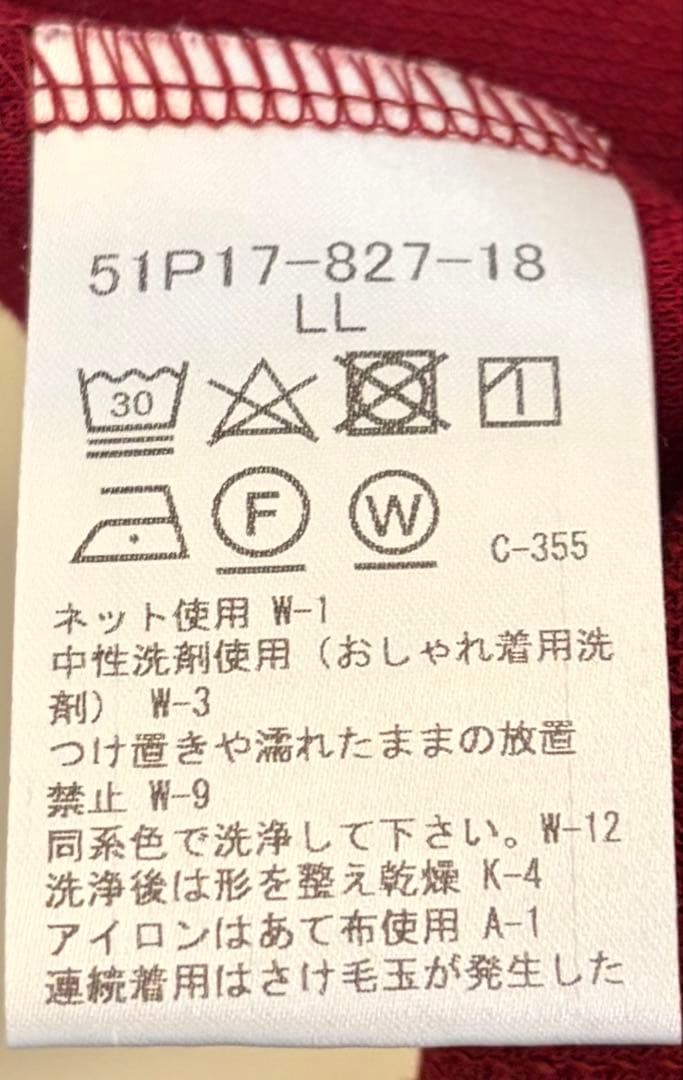 51P17-827-18
LL
30
F W C-355
ネット使用 W-1
中性洗剤使用（おしゃれ着用洗
剤） W-3
つけ置きや濡れたままの放置
禁止 W-9
同系色で洗浄して下さい。W-12
洗浄後は形を整え乾燥 K-4
アイロンはあて布使用 A-1
連続着用はさけ毛玉が発生した